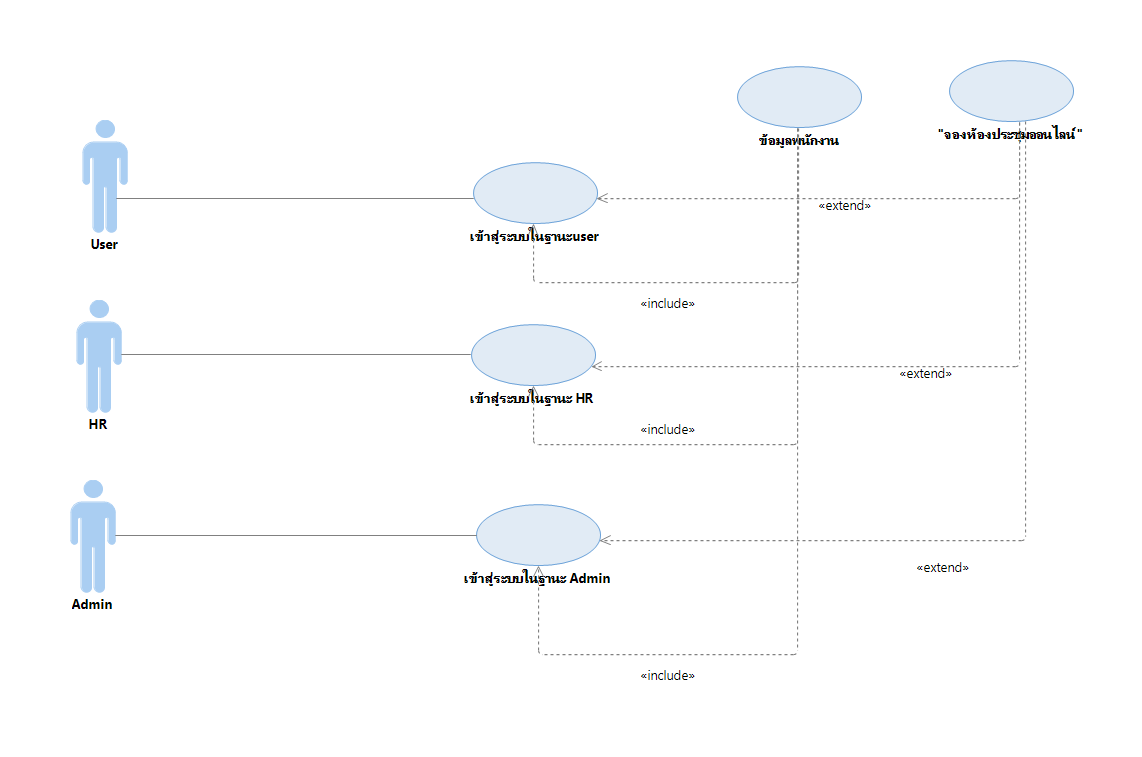 ข้อมูลพนักงาน
"จองห้องประชุมออนไลน์"
«extend»
User
เข้าสู่ระบบในฐานะuser
«include»
«extend»
HR
เข้าสู่ระบบในฐานะ HR
«include»
«extend»
Admin
เข้าสู่ระบบในฐานะ Admin
«include»